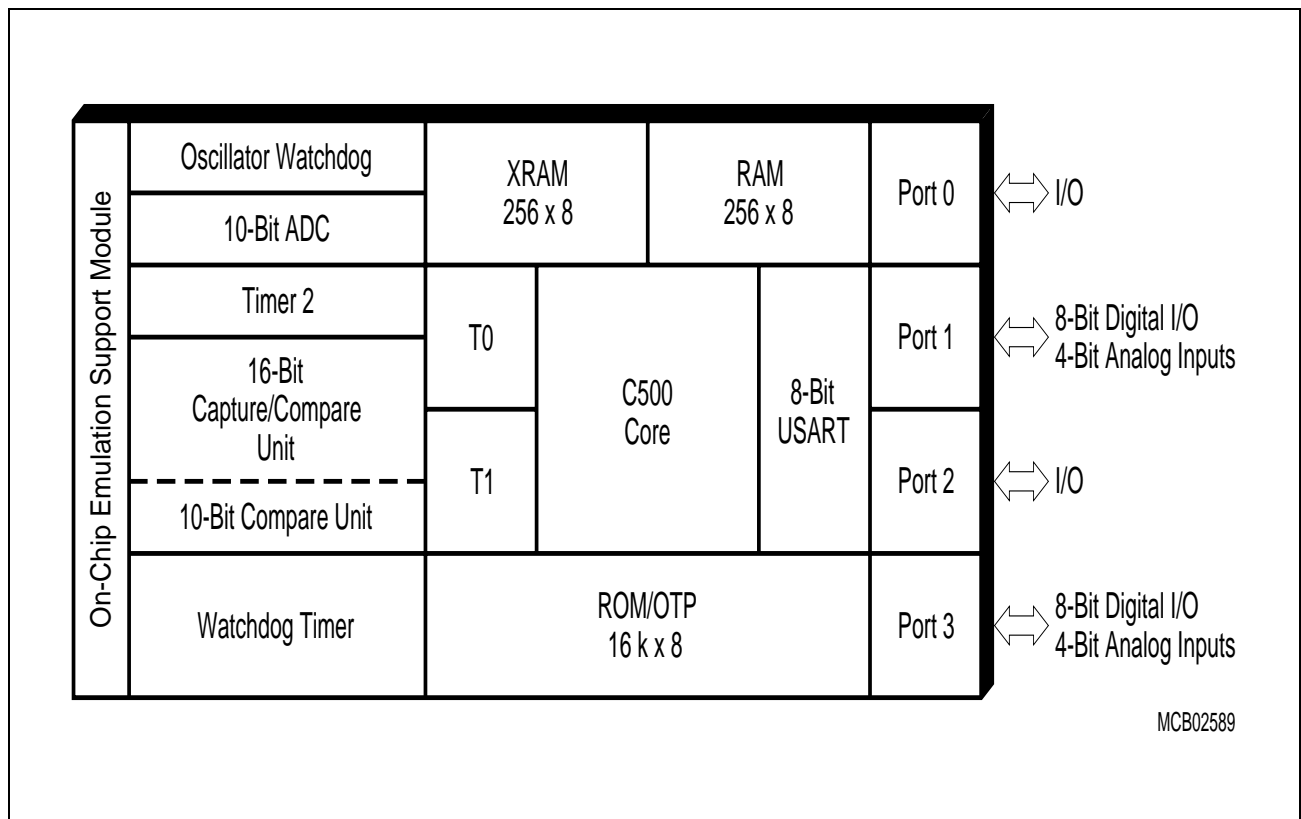 On-Chip Emulation Support Module
Oscillator Watchdog
10-Bit ADC
Timer 2
16-Bit
Capture/Compare
Unit
10-Bit Compare Unit
Watchdog Timer
XRAM
256 x 8
RAM
256 x 8
T0
T1
C500
Core
8-Bit
USART
ROM/OTP
16 k x 8
Port 0
I/O
Port 1
8-Bit Digital I/O
4-Bit Analog Inputs
Port 2
I/O
Port 3
8-Bit Digital I/O
4-Bit Analog Inputs
MCB02589